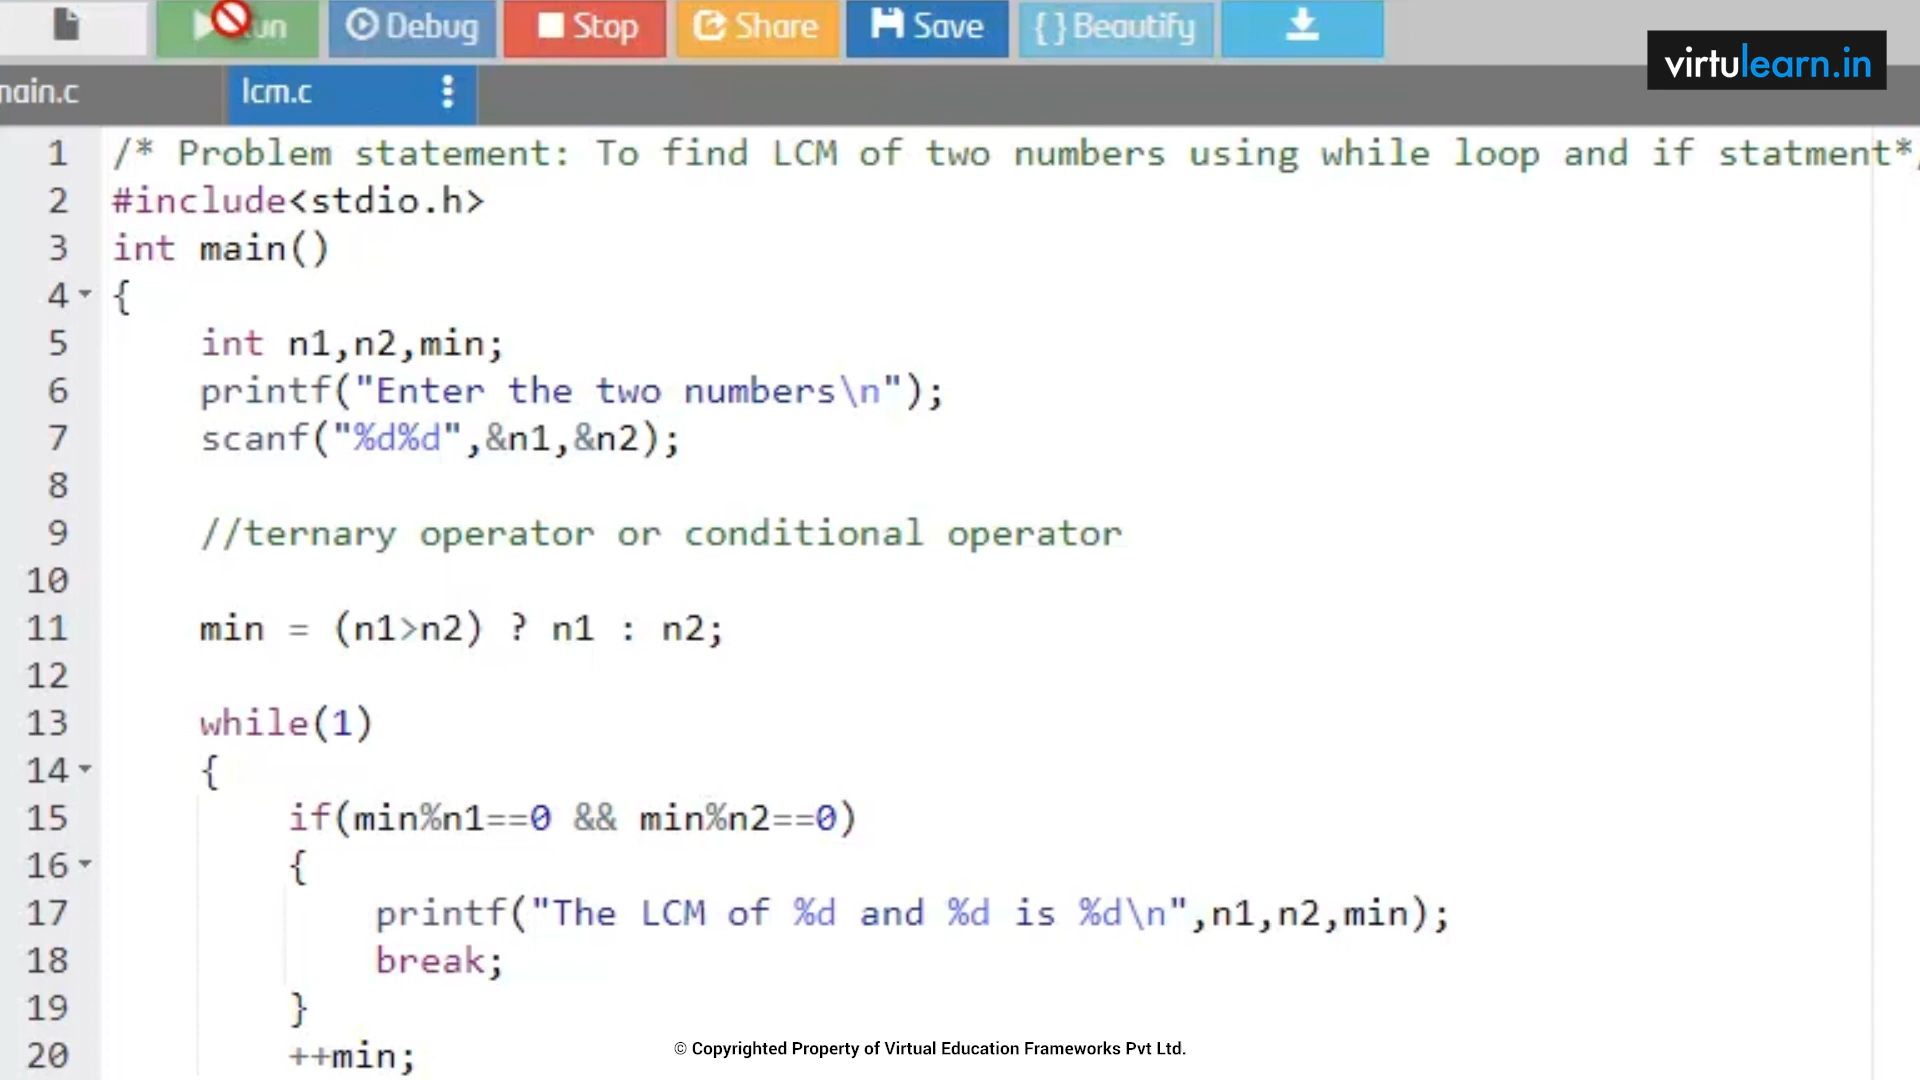 Run Debug Stop Share Save {} Beautify
virtulearn.in
main.c lcm.c
1 /* Problem statement: To find LCM of two numbers using while loop and if statment*/
2 #include<stdio.h>
3 int main()
4 {
5 int n1,n2,min;
6 printf("Enter the two numbers\n");
7 scanf("%d%d",&n1,&n2);
8
9 //ternary operator or conditional operator
10
11 min = (n1>n2) ? n1 : n2;
12
13 while(1)
14 {
15 if(min%n1==0 && min%n2==0)
16 {
17 printf("The LCM of %d and %d is %d\n",n1,n2,min);
18 break;
19 }
20 ++min;
© Copyrighted Property of Virtual Education Frameworks Pvt Ltd.